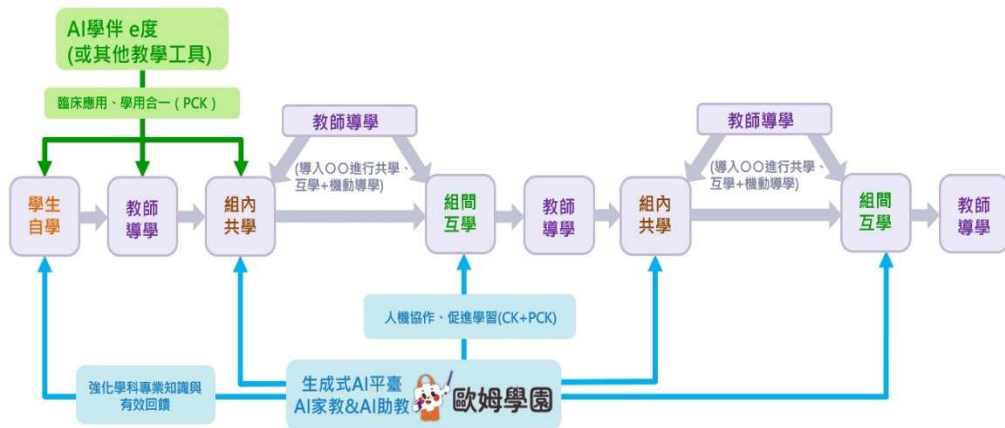 AI學伴 e度
(或其他教學工具)
臨床應用、學用合一（PCK）
教師導學
(導入〇〇進行共學、
互學+機動導學)
教師導學
(導入〇〇進行共學、
互學+機動導學)
學生
自學
教師
導學
組內
共學
組間
互學
教師
導學
組內
共學
組間
互學
教師
導學
人機協作、促進學習(CK+PCK)
強化學科專業知識與
有效回饋
生成式AI平臺
AI家教&AI助教
歐姆學園